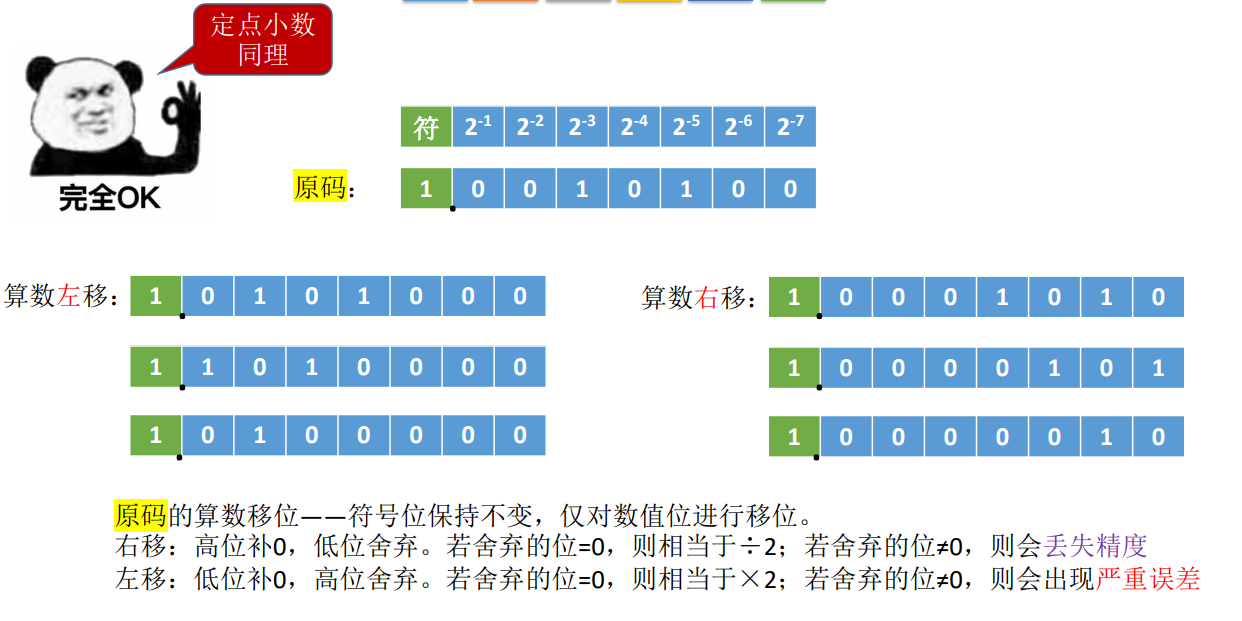 定点小数
同理
完全OK
符 2-1 2-2 2-3 2-4 2-5 2-6 2-7
原码： 1 0 0 1 0 1 0 0
算数左移： 1 0 1 0 1 0 0 0
1 1 0 1 0 0 0 0
1 0 1 0 0 0 0 0
算数右移： 1 0 0 0 1 0 1 0
1 0 0 0 0 1 0 1
1 0 0 0 0 0 1 0
原码的算数移位——符号位保持不变，仅对数值位进行移位。
右移：高位补0，低位舍弃。若舍弃的位=0，则相当于÷2；若舍弃的位≠0，则会丢失精度
左移：低位补0，高位舍弃。若舍弃的位=0，则相当于×2；若舍弃的位≠0，则会出现严重误差